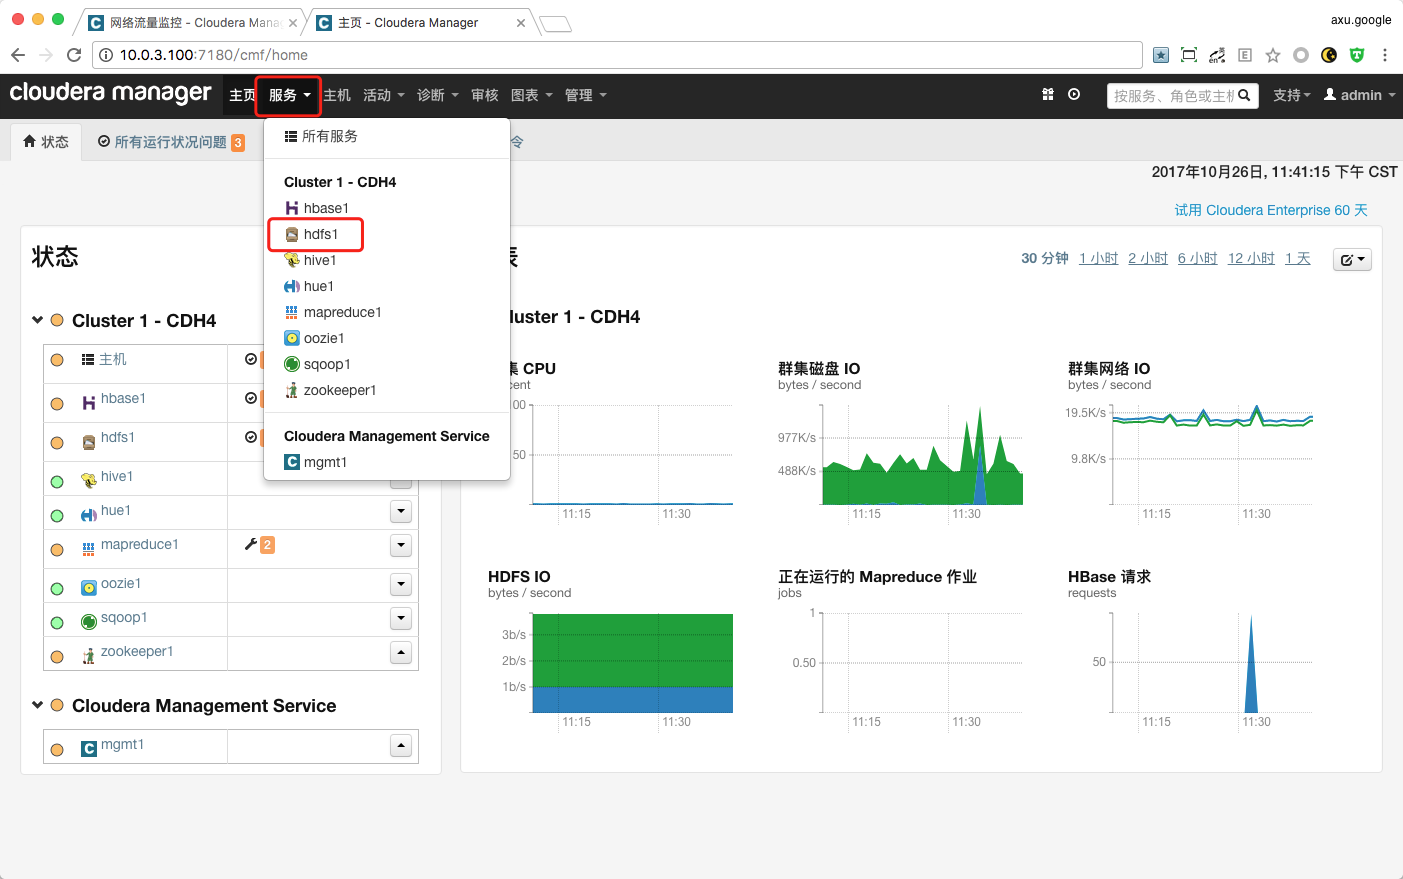 网络流量监控 - Cloudera Mana
主页 - Cloudera Manager
axu.google
10.0.3.100:7180/cmf/home
cloudera manager
主页
服务
主机
活动
诊断
审核
图表
管理
按服务、角色或主机
支持
admin
状态
所有运行状况问题 3
令
2017年10月26日, 11:41:15 下午 CST
试用 Cloudera Enterprise 60 天
所有服务
Cluster 1 - CDH4
hbase1
hdfs1
hive1
hue1
mapreduce1
oozie1
sqoop1
zookeeper1
Cloudera Management Service
mgmt1
状态
Cluster 1 - CDH4
主机
hbase1
hdfs1
hive1
hue1
mapreduce1
2
oozie1
sqoop1
zookeeper1
Cloudera Management Service
mgmt1
表
30 分钟 1 小时 2 小时 6 小时 12 小时 1 天
luster 1 - CDH4
集 CPU
cent
00
50
11:15
11:30
群集磁盘 IO
bytes / second
977K/s
488K/s
11:15
11:30
群集网络 IO
bytes / second
19.5K/s
9.8K/s
11:15
11:30
HDFS IO
bytes / second
3b/s
2b/s
1b/s
11:15
11:30
正在运行的 Mapreduce 作业
jobs
1
0.50
11:15
11:30
HBase 请求
requests
50
11:15
11:30